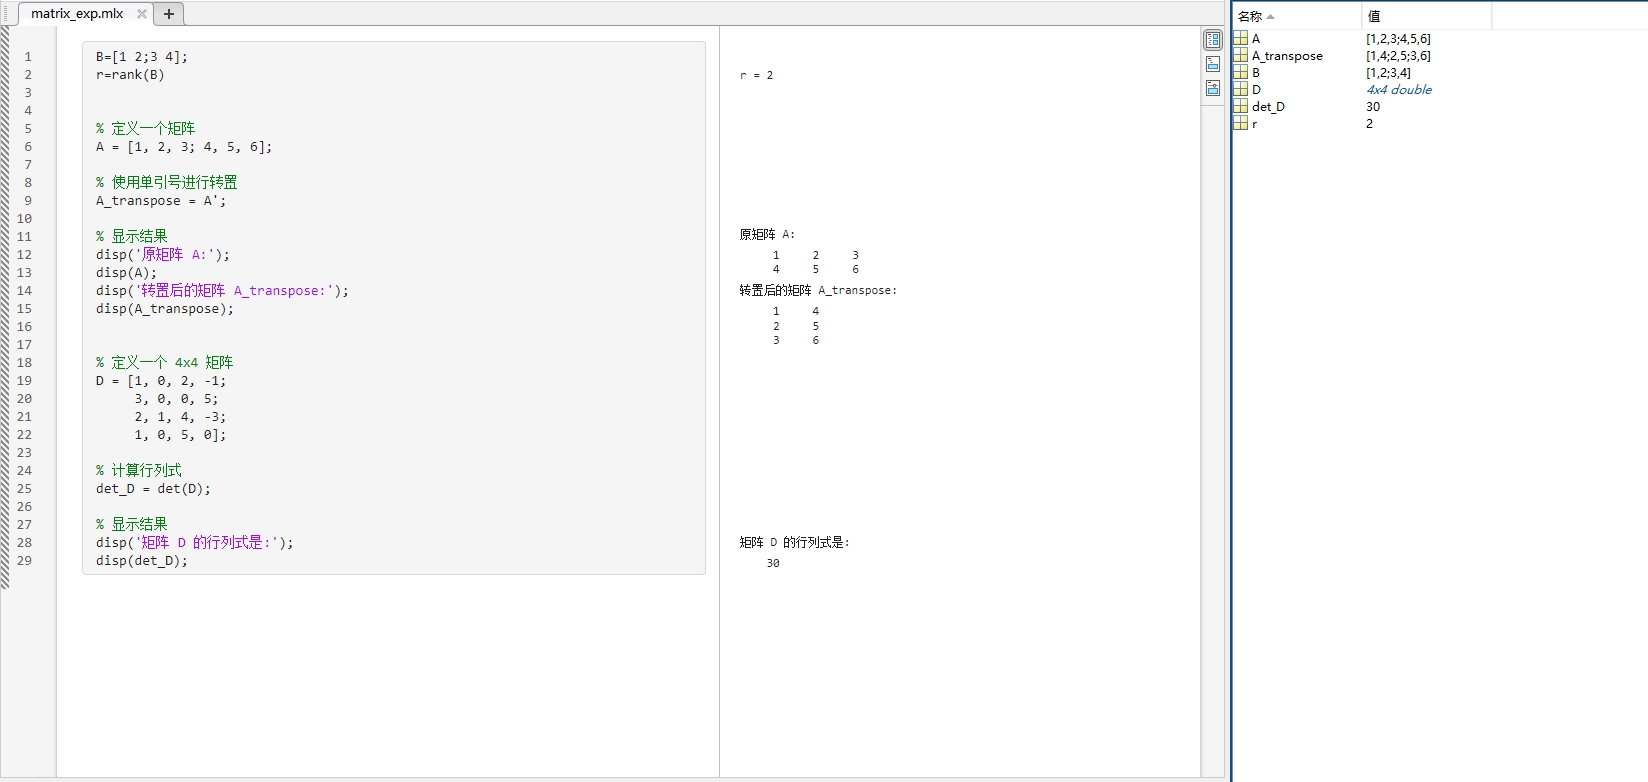 matrix_exp.mlx
1 B=[1 2;3 4];
2 r=rank(B)
3
4
5 % 定义一个矩阵
6 A = [1, 2, 3; 4, 5, 6];
7
8 % 使用单引号进行转置
9 A_transpose = A';
10
11 % 显示结果
12 disp('原矩阵 A:');
13 disp(A);
14 disp('转置后的矩阵 A_transpose:');
15 disp(A_transpose);
16
17
18 % 定义一个 4x4 矩阵
19 D = [1, 0, 2, -1;
20 3, 0, 0, 5;
21 2, 1, 4, -3;
22 1, 0, 5, 0];
23
24 % 计算行列式
25 det_D = det(D);
26
27 % 显示结果
28 disp('矩阵 D 的行列式是:');
29 disp(det_D);
r = 2
原矩阵 A:
1 2 3
4 5 6
转置后的矩阵 A_transpose:
1 4
2 5
3 6
矩阵 D 的行列式是:
30
名称 值
A [1,2,3;4,5,6]
A_transpose [1,4;2,5;3,6]
B [1,2;3,4]
D 4x4 double
det_D 30
r 2